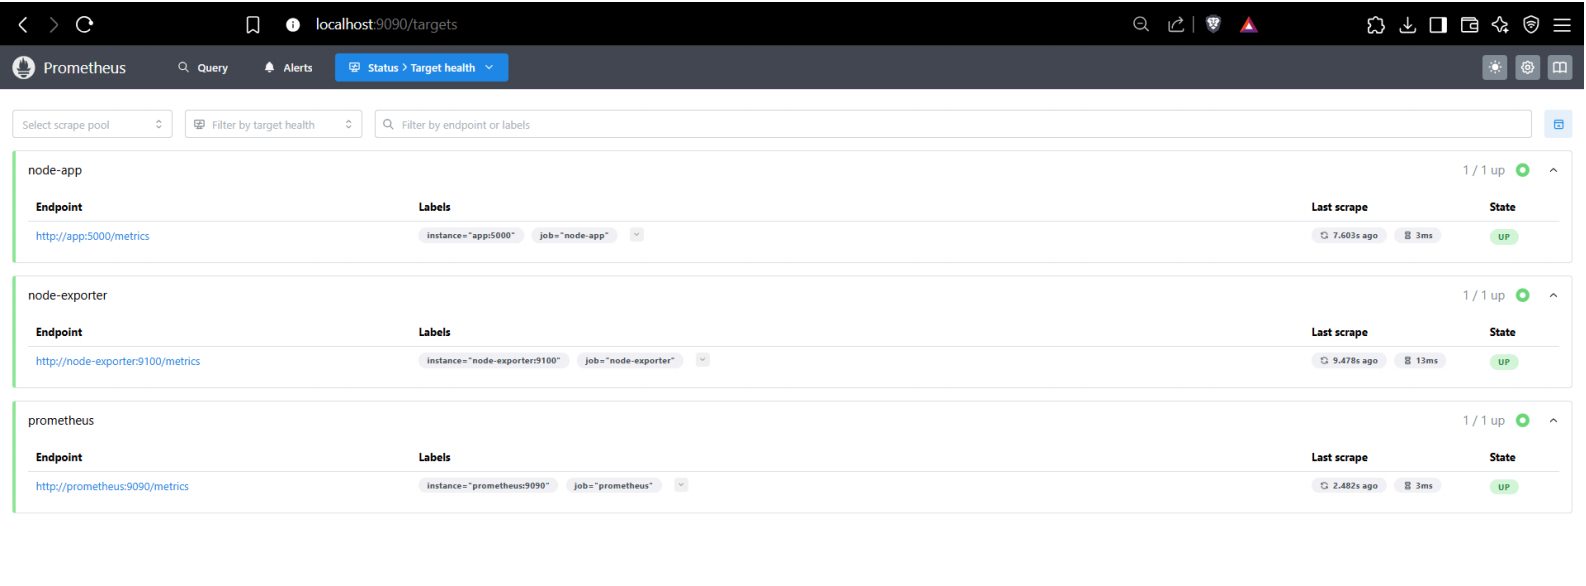 localhost:9090/targets
Prometheus Query Alerts Status > Target health
Select scrape pool Filter by target health Filter by endpoint or labels
node-app 1 / 1 up
Endpoint Labels Last scrape State
http://app:5000/metrics instance="app:5000" job="node-app" 7.603s ago 3ms UP
node-exporter 1 / 1 up
Endpoint Labels Last scrape State
http://node-exporter:9100/metrics instance="node-exporter:9100" job="node-exporter" 9.478s ago 13ms UP
prometheus 1 / 1 up
Endpoint Labels Last scrape State
http://prometheus:9090/metrics instance="prometheus:9090" job="prometheus" 2.482s ago 3ms UP